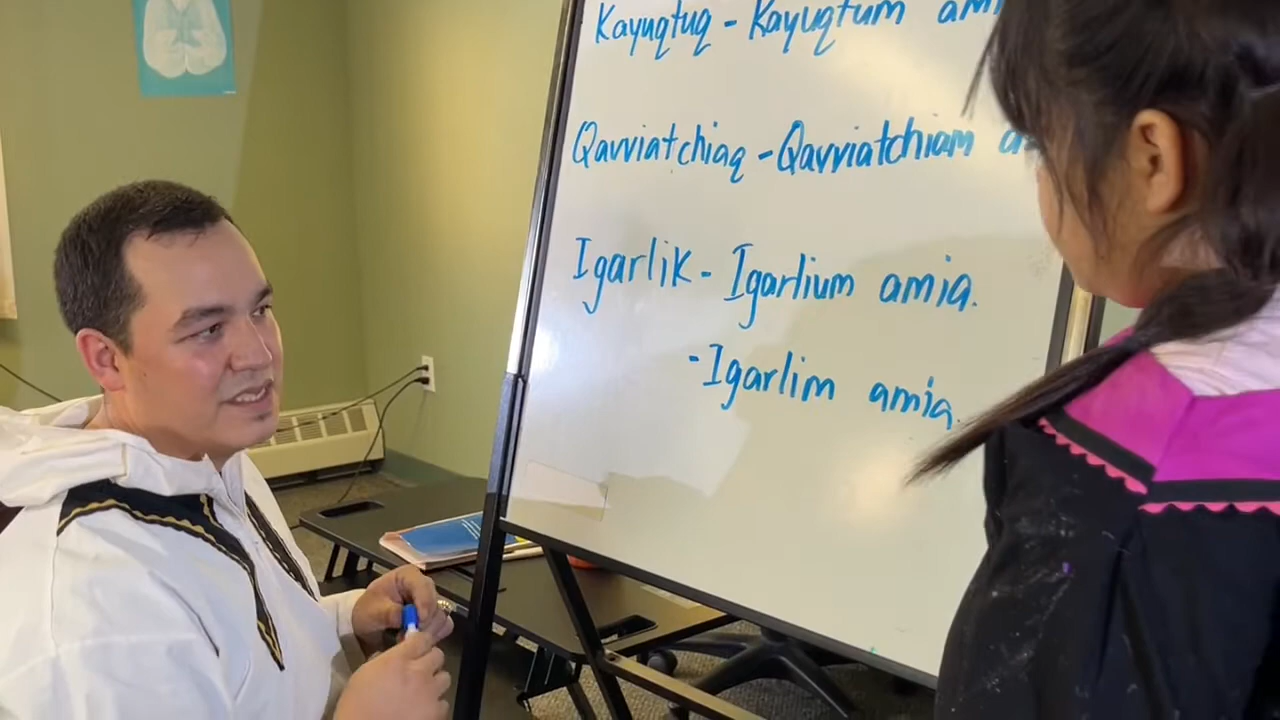 Kayuqtuq - Kayuqtum
Qavviatchiaq - Qavviatchiam
Igarlik - Igarlium amia.
- Igarlim amia.